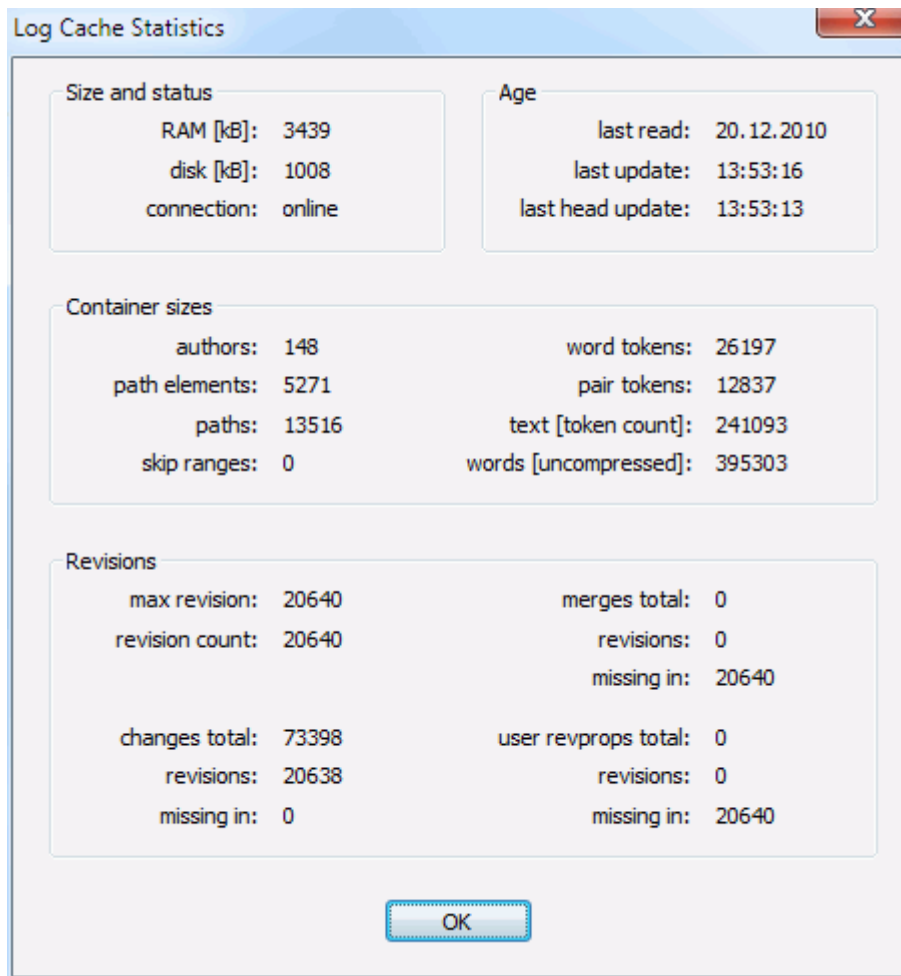 Log Cache Statistics
Size and status
RAM [kB]: 3439
disk [kB]: 1008
connection: online
Age
last read: 20.12.2010
last update: 13:53:16
last head update: 13:53:13
Container sizes
authors: 148
path elements: 5271
paths: 13516
skip ranges: 0
word tokens: 26197
pair tokens: 12837
text [token count]: 241093
words [uncompressed]: 395303
Revisions
max revision: 20640
revision count: 20640
merges total: 0
revisions: 0
missing in: 20640
changes total: 73398
revisions: 20638
missing in: 0
user revprops total: 0
revisions: 0
missing in: 20640
OK